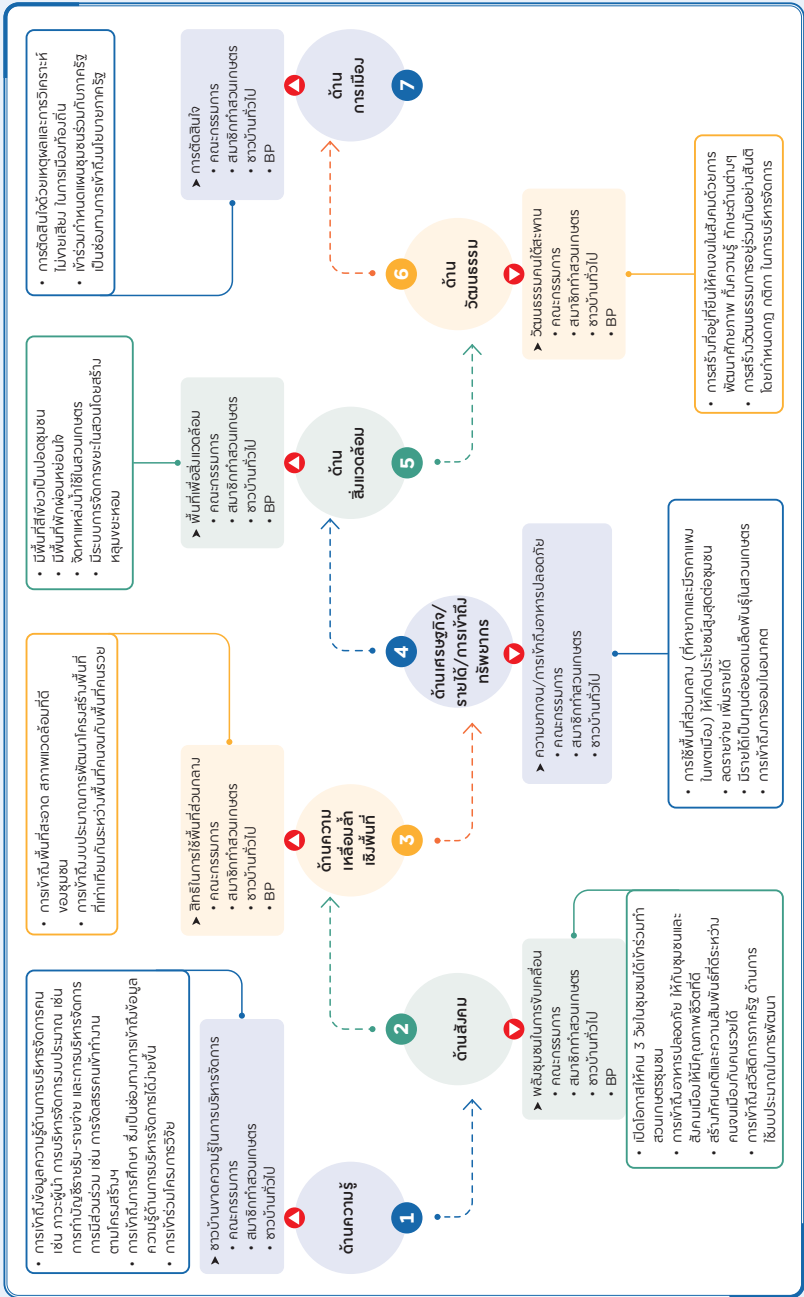 • การเข้าถึงข้อมูลความรู้ด้านการบริหารจัดการคน
เช่น ภาวะผู้นำ การบริหารจัดการงบประมาณ เช่น
การทำบัญชีรายรับ-รายจ่าย และการบริหารจัดการ
การมีส่วนร่วม เช่น การจัดสรรคนเข้าทำงาน
ตามโครงสร้างฯ
• การเข้าถึงการศึกษา ซึ่งเป็นช่องทางการเข้าถึงข้อมูล
ความรู้ด้านการบริหารจัดการได้ง่ายขึ้น
• การเข้าร่วมโครงการวิจัย
➤ ชาวบ้านขาดความรู้ในการบริหารจัดการ
• คณะกรรมการ
• สมาชิกทำสวนเกษตร
• ชาวบ้านทั่วไป
ด้านความรู้
1
2
ด้านสังคม
➤ พลังชุมชนในการขับเคลื่อน
• คณะกรรมการ
• สมาชิกทำสวนเกษตร
• ชาวบ้านทั่วไป
• BP
• เปิดโอกาสให้คน 3 วัยในชุมชนได้เข้าร่วมทำ
สวนเกษตรชุมชน
• การเข้าถึงอาหารปลอดภัย ให้กับชุมชนและ
สังคมเมืองให้มีคุณภาพชีวิตที่ดี
• สร้างทัศนคติและความสัมพันธ์ที่ดีระหว่าง
คนจนเมืองกับคนรวยได้
• การเข้าถึงสวัสดิการภาครัฐ ด้านการ
ใช้งบประมาณในการพัฒนา
• การเข้าถึงพื้นที่สะอาด สภาพแวดล้อมที่ดี
ของชุมชน
• การเข้าถึงงบประมาณการพัฒนาโครงสร้างพื้นที่
ที่เท่าเทียมกันระหว่างพื้นที่คนจนกับพื้นที่คนรวย
➤ สิทธิในการใช้พื้นที่ส่วนกลาง
• คณะกรรมการ
• สมาชิกทำสวนเกษตร
• ชาวบ้านทั่วไป
• BP
ด้านความ
เหลื่อมล้ำ
เชิงพื้นที่
3
4
ด้านเศรษฐกิจ/
รายได้/การเข้าถึง
ทรัพยากร
➤ ความยากจน/การเข้าถึงอาหารปลอดภัย
• คณะกรรมการ
• สมาชิกทำสวนเกษตร
• ชาวบ้านทั่วไป
• การใช้พื้นที่ส่วนกลาง (ที่หายากและมีราคาแพง
ในเขตเมือง) ให้เกิดประโยชน์สูงสุดต่อชุมชน
• ลดรายจ่าย เพิ่มรายได้
• มีรายได้เป็นทุนต่อยอดเมล็ดพันธุ์ในสวนเกษตร
• การเข้าถึงการออมในอนาคต
• มีพื้นที่สีเขียวเป็นปอดชุมชน
• มีพื้นที่พักผ่อนหย่อนใจ
• จัดหาแหล่งน้ำใช้ในสวนเกษตร
• มีระบบการจัดการขยะในสวนโดยสร้าง
หลุมขยะหอม
➤ พื้นที่เพื่อสิ่งแวดล้อม
• คณะกรรมการ
• สมาชิกทำสวนเกษตร
• ชาวบ้านทั่วไป
• BP
ด้าน
สิ่งแวดล้อม
5
6
ด้าน
วัฒนธรรม
➤ วัฒนธรรมคนใต้สะพาน
• คณะกรรมการ
• สมาชิกทำสวนเกษตร
• ชาวบ้านทั่วไป
• BP
• การสร้างที่อยู่ที่ยืนให้คนจนในสังคมด้วยการ
พัฒนาศักยภาพ ทั้งความรู้ ทักษะด้านต่างๆ
• การสร้างวัฒนธรรมการอยู่ร่วมกันอย่างสันติ
โดยกำหนดกฎ กติกา ในการบริหารจัดการ
• การตัดสินใจด้วยเหตุผลและการวิเคราะห์
ไม่ขายเสียง ในการเมืองท้องถิ่น
• เข้าร่วมกำหนดแผนชุมชนร่วมกับภาครัฐ
เป็นช่องทางการเข้าถึงนโยบายภาครัฐ
➤ การตัดสินใจ
• คณะกรรมการ
• สมาชิกทำสวนเกษตร
• ชาวบ้านทั่วไป
• BP
ด้าน
การเมือง
7